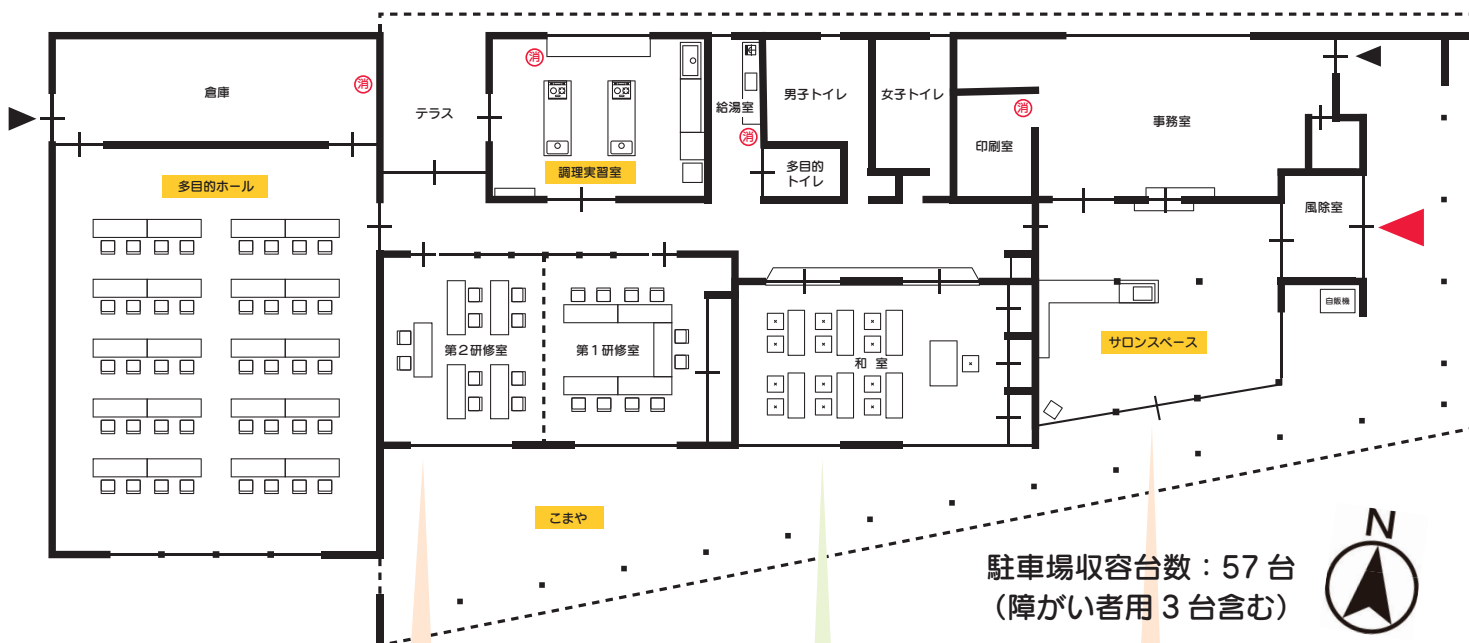 N
倉庫
消
テラス
消
調理実習室
給湯室
消
男子トイレ
多目的
トイレ
女子トイレ
印刷室
消
事務室
風除室
自販機
多目的ホール
第2研修室
第1研修室
和 室
サロンスペース
こまや
駐車場収容台数：57 台
（障がい者用 3 台含む）